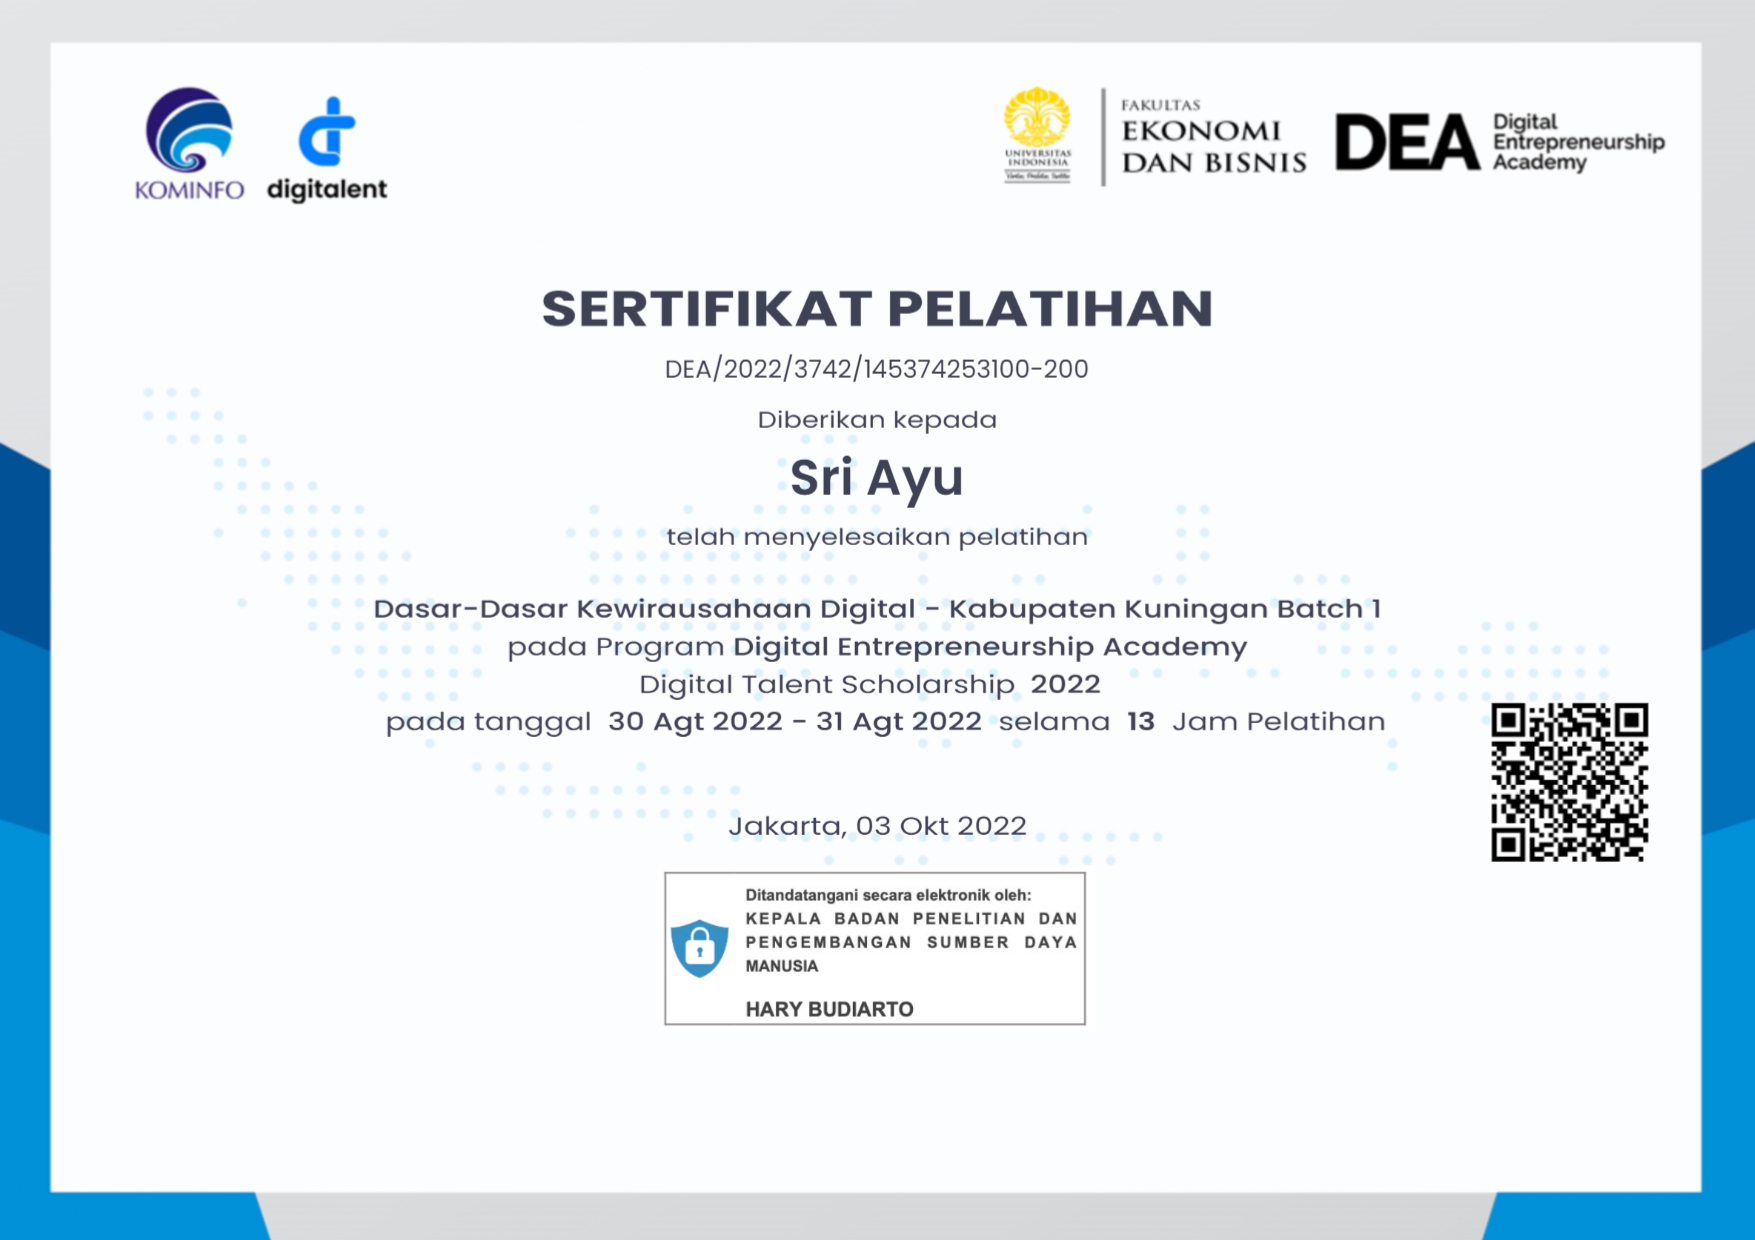 KOMINFO
digitalent
UNIVERSITAS
INDONESIA
Veritas, Probitas, Iustitia
FAKULTAS
EKONOMI
DAN BISNIS
DEA
Digital
Entrepreneurship
Academy
SERTIFIKAT PELATIHAN
DEA/2022/3742/145374253100-200
Diberikan kepada
Sri Ayu
telah menyelesaikan pelatihan
Dasar-Dasar Kewirausahaan Digital - Kabupaten Kuningan Batch 1
pada Program Digital Entrepreneurship Academy
Digital Talent Scholarship 2022
pada tanggal 30 Agt 2022 - 31 Agt 2022 selama 13 Jam Pelatihan
Jakarta, 03 Okt 2022
Ditandatangani secara elektronik oleh:
KEPALA BADAN PENELITIAN DAN
PENGEMBANGAN SUMBER DAYA
MANUSIA
HARY BUDIARTO